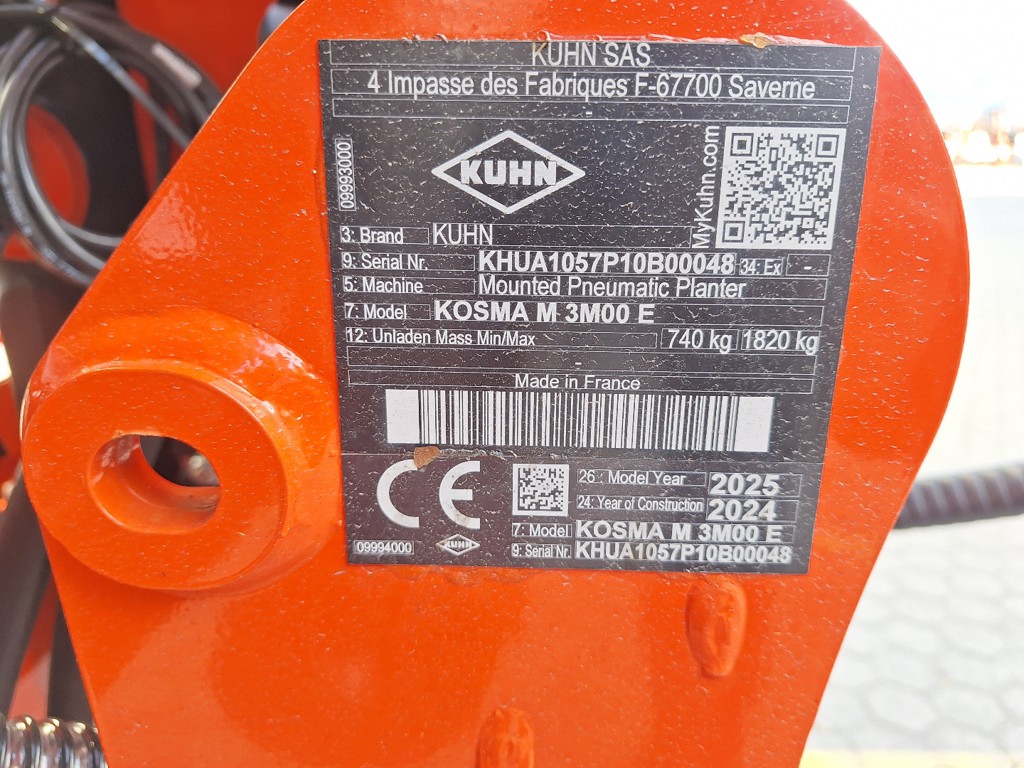 KUHN SAS
4 Impasse des Fabriques F-67700 Saverne
09993000
KUHN
MyKuhn.com
3: Brand KUHN
9: Serial Nr. KHUA1057P10B00048 34: Ex -
5: Machine Mounted Pneumatic Planter
7: Model KOSMA M 3M00 E
12: Unladen Mass Min/Max 740 kg 1820 kg
Made in France
CE
26: Model Year 2025
24: Year of Construction 2024
7: Model KOSMA M 3M00 E
09994000 KUHN 9: Serial Nr. KHUA1057P10B00048